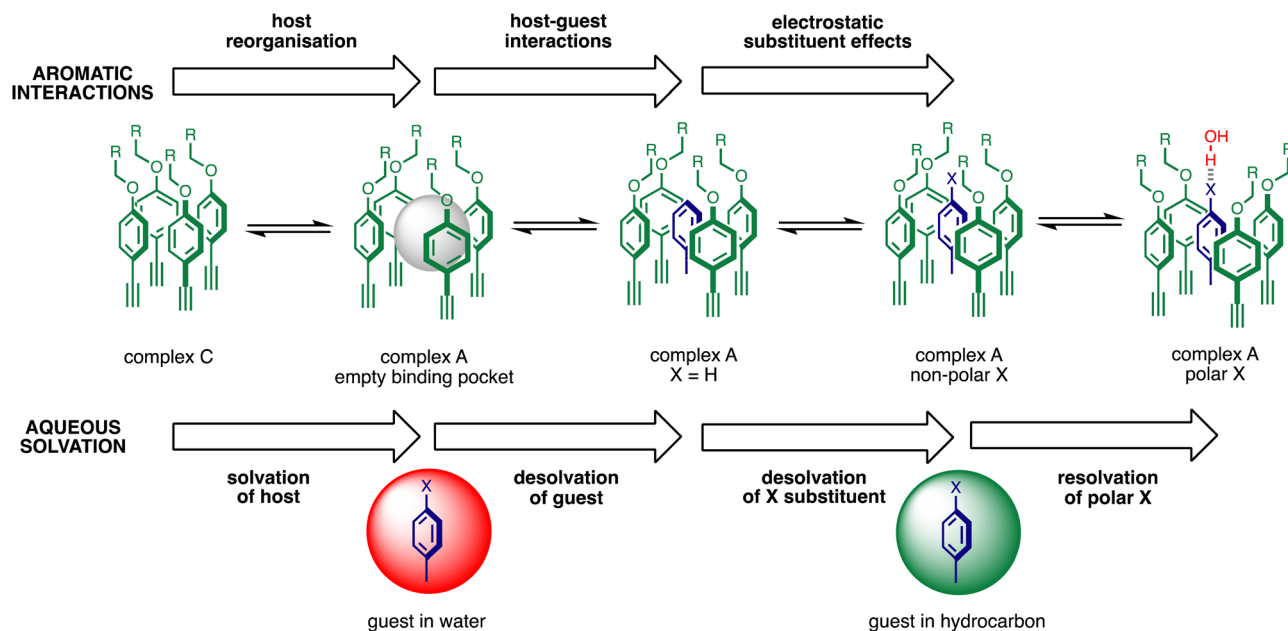 host
reorganisation
host-guest
interactions
electrostatic
substituent effects
AROMATIC
INTERACTIONS
R
R
R
R
O
O
O
O
R
R
R
R
O
O
O
O
R
R
R
R
O
O
O
O
R
R
R
R
X
O
O
O
O
OH
H
X
R
R
R
R
O
O
O
O
complex C
complex A
empty binding pocket
complex A
X = H
complex A
non-polar X
complex A
polar X
AQUEOUS
SOLVATION
solvation
of host
desolvation
of guest
desolvation
of X substituent
resolvation
of polar X
X
guest in water
X
guest in hydrocarbon